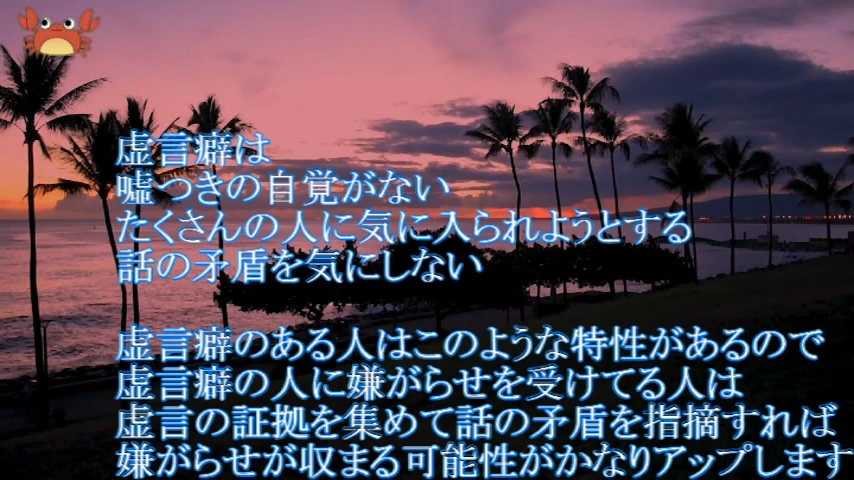 虚言癖は
嘘つきの自覚がない
たくさんの人に気に入られようとする
話の矛盾を気にしない
虚言癖のある人はこのような特性があるので
虚言癖の人に嫌がらせを受けてる人は
虚言の証拠を集めて話の矛盾を指摘すれば
嫌がらせが収まる可能性がかなりアップします